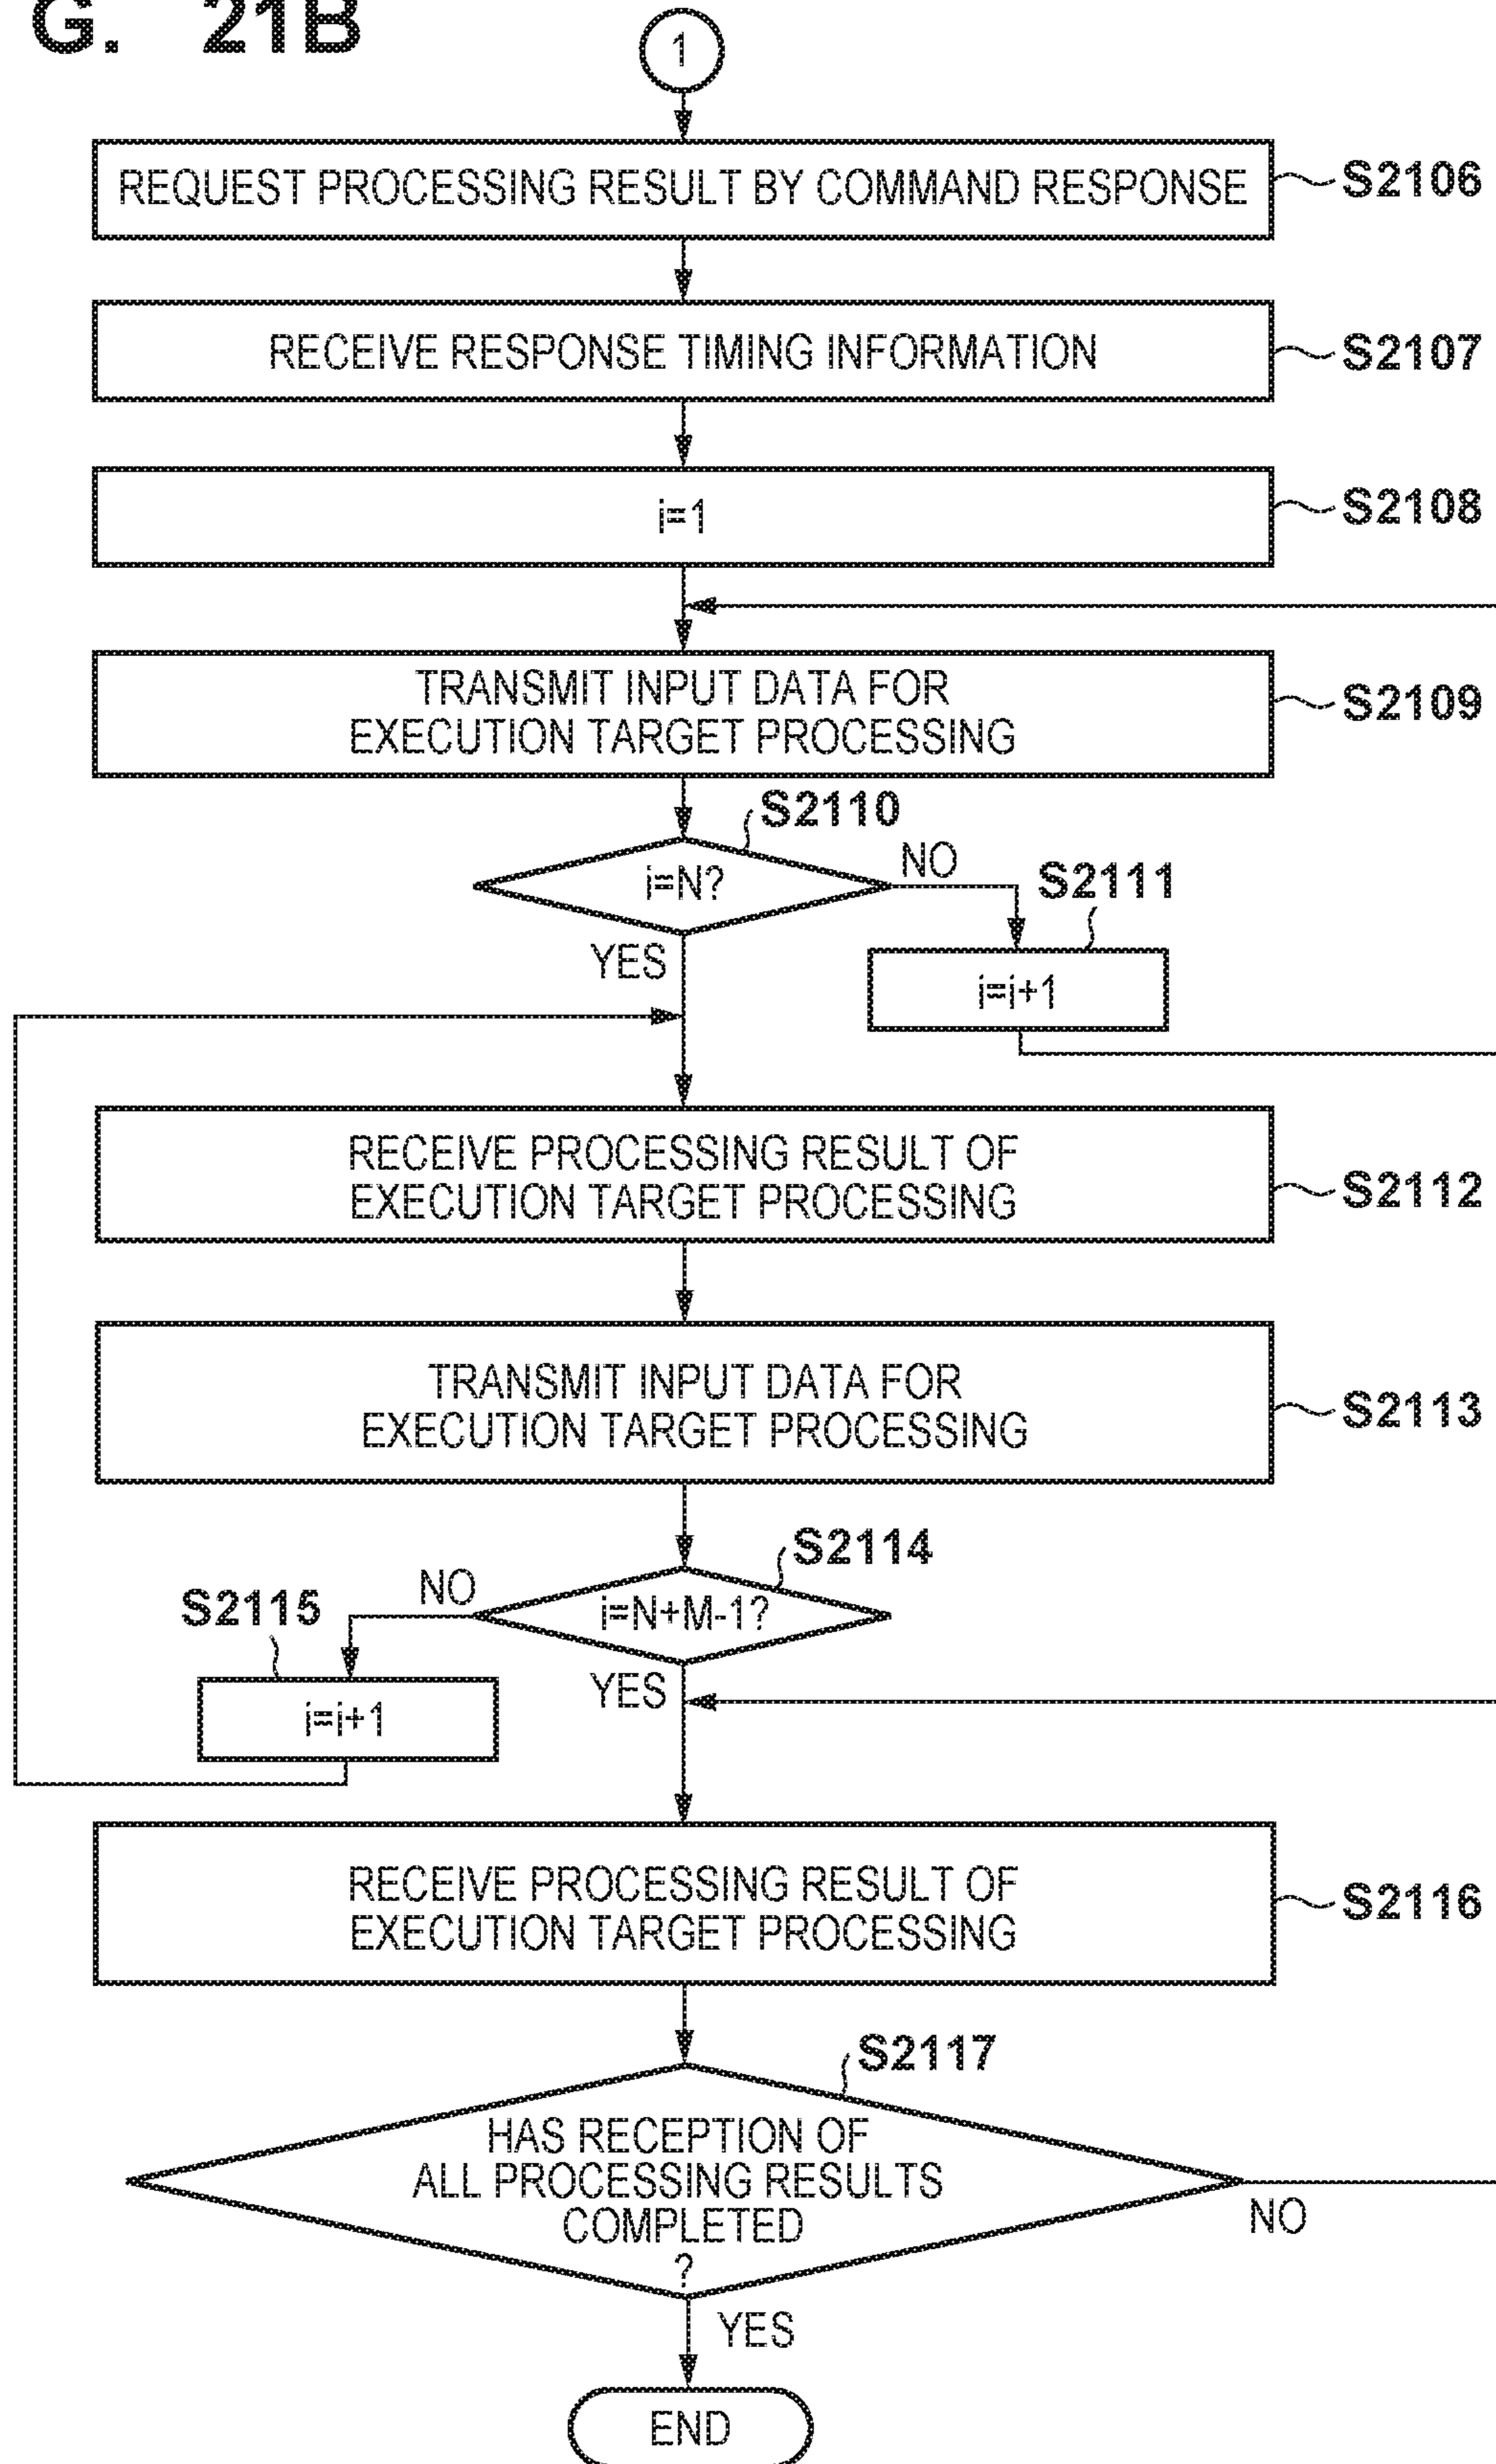 G. 21B
1
REQUEST PROCESSING RESULT BY COMMAND RESPONSE
S2106
RECEIVE RESPONSE TIMING INFORMATION
S2107
i=1
S2108
TRANSMIT INPUT DATA FOR
EXECUTION TARGET PROCESSING
S2109
S2110
i=N?
NO
S2111
YES
i=i+1
RECEIVE PROCESSING RESULT OF
EXECUTION TARGET PROCESSING
S2112
TRANSMIT INPUT DATA FOR
EXECUTION TARGET PROCESSING
S2113
S2114
NO
i=N+M-1?
S2115
YES
i=i+1
RECEIVE PROCESSING RESULT OF
EXECUTION TARGET PROCESSING
S2116
S2117
HAS RECEPTION OF
ALL PROCESSING RESULTS
COMPLETED
?
NO
YES
END